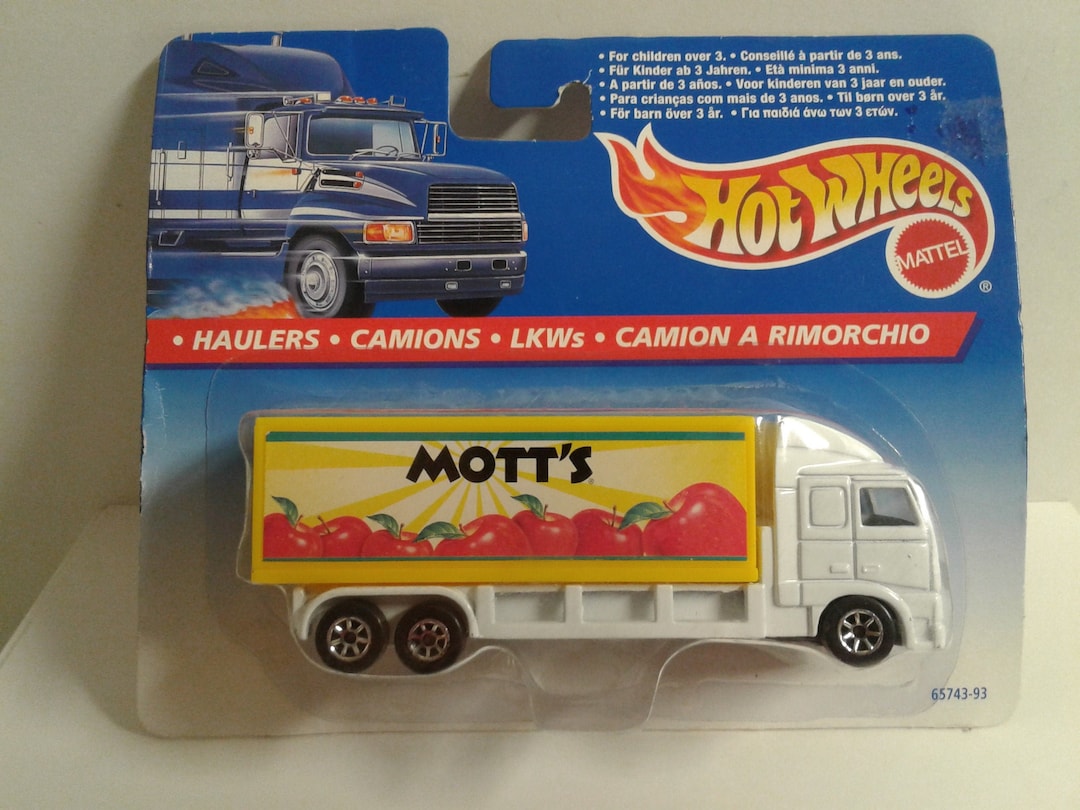 • For children over 3. • Conseillé à partir de 3 ans.
• Für Kinder ab 3 Jahren. • Età minima 3 anni.
• A partir de 3 años. • Voor kinderen van 3 jaar en ouder.
• Para crianças com mais de 3 anos. • Til børn over 3 år.
• För barn över 3 år. • Για παιδιά άνω των 3 ετών.
HOT WHEELS
MATTEL
®
• HAULERS • CAMIONS • LKWs • CAMION A RIMORCHIO
MOTT'S
65743-93